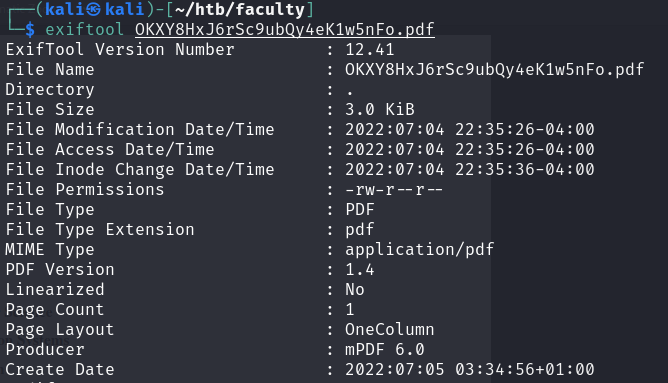 (kali㉿kali)-[~/htb/faculty]
$ exiftool OKXY8HxJ6rSc9ubQy4eK1w5nFo.pdf
ExifTool Version Number : 12.41
File Name : OKXY8HxJ6rSc9ubQy4eK1w5nFo.pdf
Directory : .
File Size : 3.0 KiB
File Modification Date/Time : 2022:07:04 22:35:26-04:00
File Access Date/Time : 2022:07:04 22:35:26-04:00
File Inode Change Date/Time : 2022:07:04 22:35:36-04:00
File Permissions : -rw-r--r--
File Type : PDF
File Type Extension : pdf
MIME Type : application/pdf
PDF Version : 1.4
Linearized : No
Page Count : 1
Page Layout : OneColumn
Producer : mPDF 6.0
Create Date : 2022:07:05 03:34:56+01:00